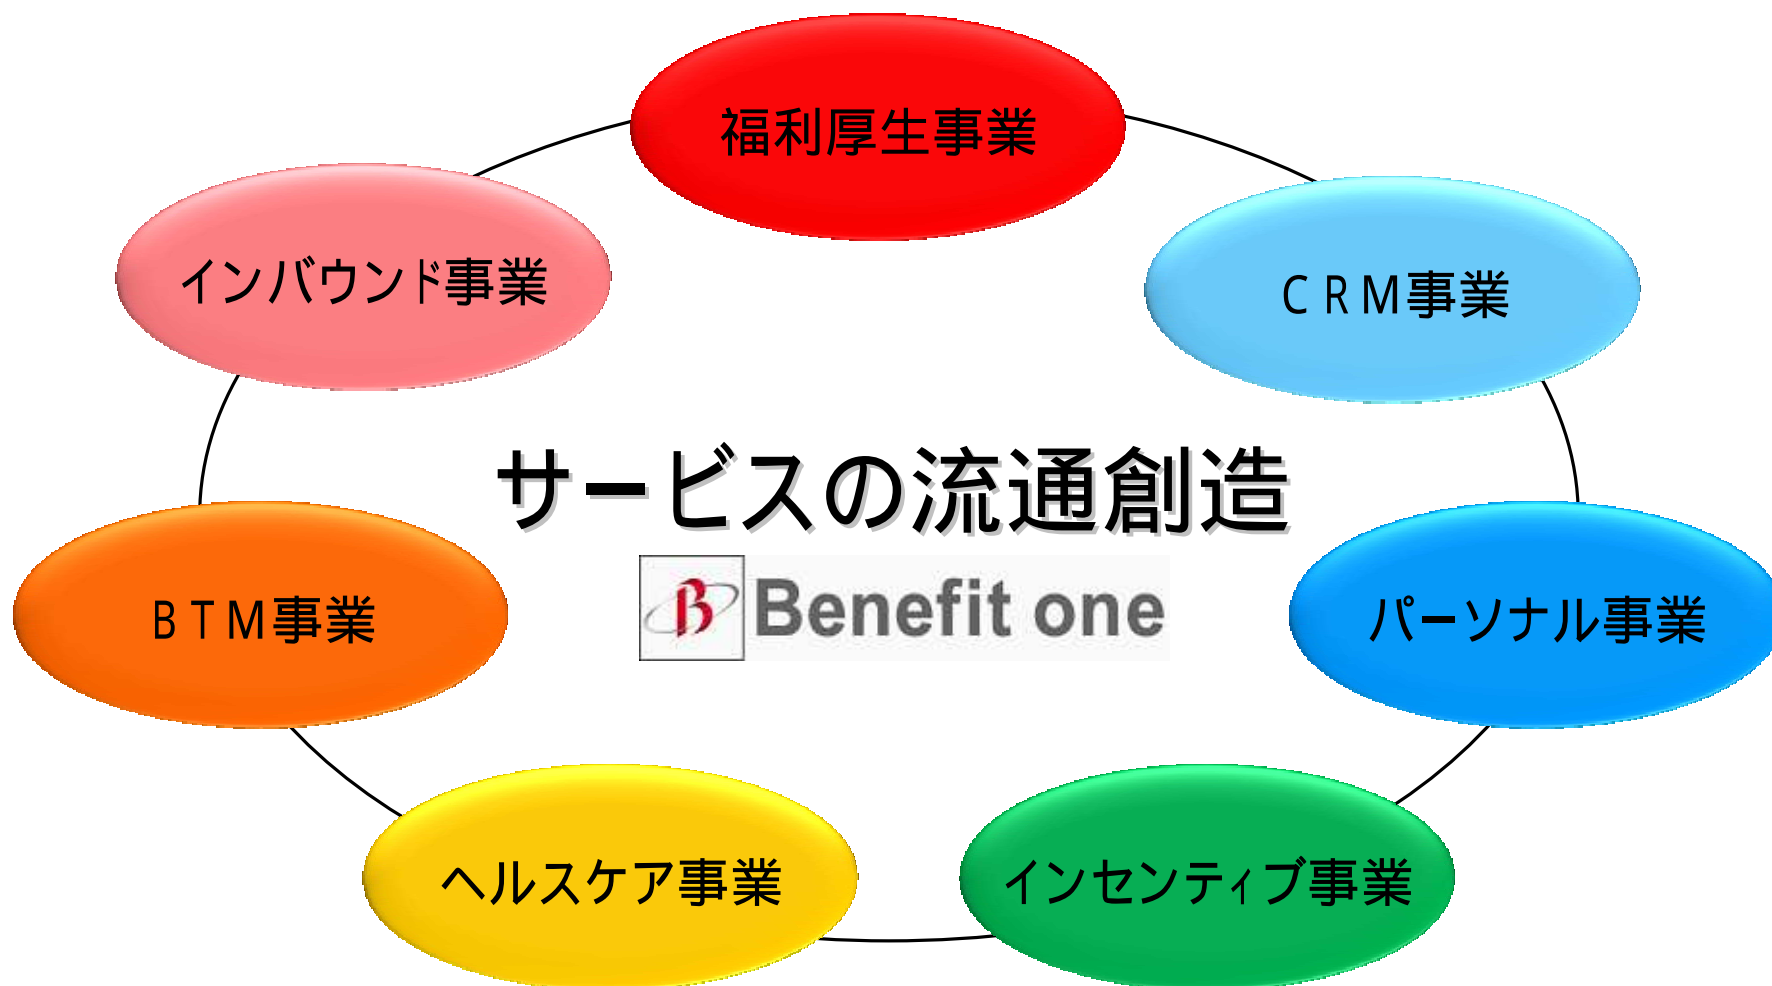 福利厚生事業
インバウンド事業
ＣＲＭ事業
サービスの流通創造
B Benefit one
ＢＴＭ事業
パーソナル事業
ヘルスケア事業
インセンティブ事業